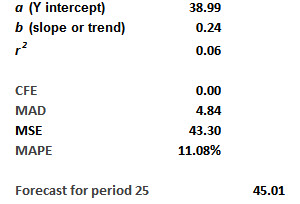 a (Y intercept) 38.99
b (slope or trend) 0.24
r² 0.06
CFE 0.00
MAD 4.84
MSE 43.30
MAPE 11.08%
Forecast for period 25 45.01